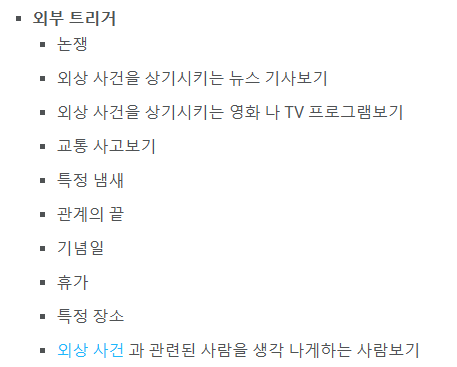 외부 트리거
논쟁
외상 사건을 상기시키는 뉴스 기사보기
외상 사건을 상기시키는 영화 나 TV 프로그램보기
교통 사고보기
특정 냄새
관계의 끝
기념일
휴가
특정 장소
외상 사건 과 관련된 사람을 생각 나게하는 사람보기